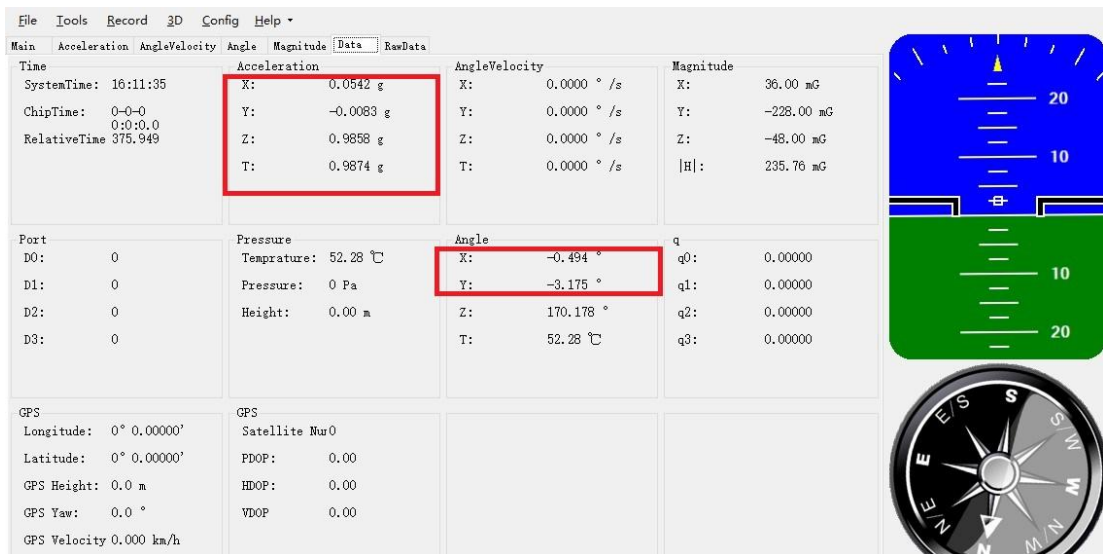 File Tools Record 3D Config Help
Main Acceleration AngleVelocity Angle Magnitude Data RawData
Time
SystemTime: 16:11:35
ChipTime: 0-0-0
0:0:0.0
RelativeTime 375.949
Acceleration
X: 0.0542 g
Y: -0.0083 g
Z: 0.9858 g
T: 0.9874 g
AngleVelocity
X: 0.0000 °/s
Y: 0.0000 °/s
Z: 0.0000 °/s
T: 0.0000 °/s
Magnitude
X: 36.00 mG
Y: -228.00 mG
Z: -48.00 mG
|H|: 235.76 mG
Port
D0: 0
D1: 0
D2: 0
D3: 0
Pressure
Temprature: 52.28 ℃
Pressure: 0 Pa
Height: 0.00 m
Angle
X: -0.494 °
Y: -3.175 °
Z: 170.178 °
T: 52.28 ℃
q
q0: 0.00000
q1: 0.00000
q2: 0.00000
q3: 0.00000
GPS
Longitude: 0° 0.00000'
Latitude: 0° 0.00000'
GPS Height: 0.0 m
GPS Yaw: 0.0 °
GPS Velocity 0.000 km/h
GPS
Satellite Nur 0
PDOP: 0.00
HDOP: 0.00
VDOP 0.00
20
10
10
20
S
S/W
W
N/W
N
N/E
E
E/S